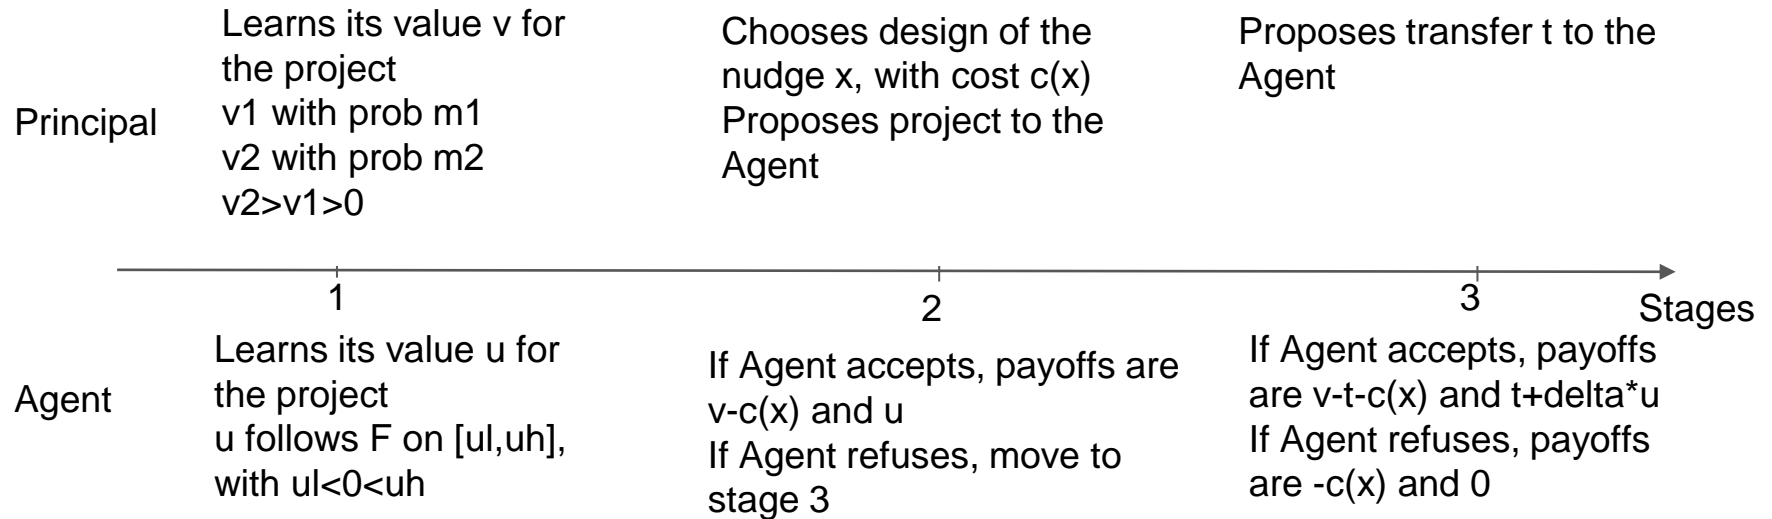 Principal
Learns its value v for
the project
v1 with prob m1
v2 with prob m2
v2>v1>0
Chooses design of the
nudge x, with cost c(x)
Proposes project to the
Agent
Proposes transfer t to the
Agent
1
2
3
Stages
Agent
Learns its value u for
the project
u follows F on [ul,uh],
with ul<0<uh
If Agent accepts, payoffs are
v-c(x) and u
If Agent refuses, move to
stage 3
If Agent accepts, payoffs
are v-t-c(x) and t+delta*u
If Agent refuses, payoffs
are -c(x) and 0